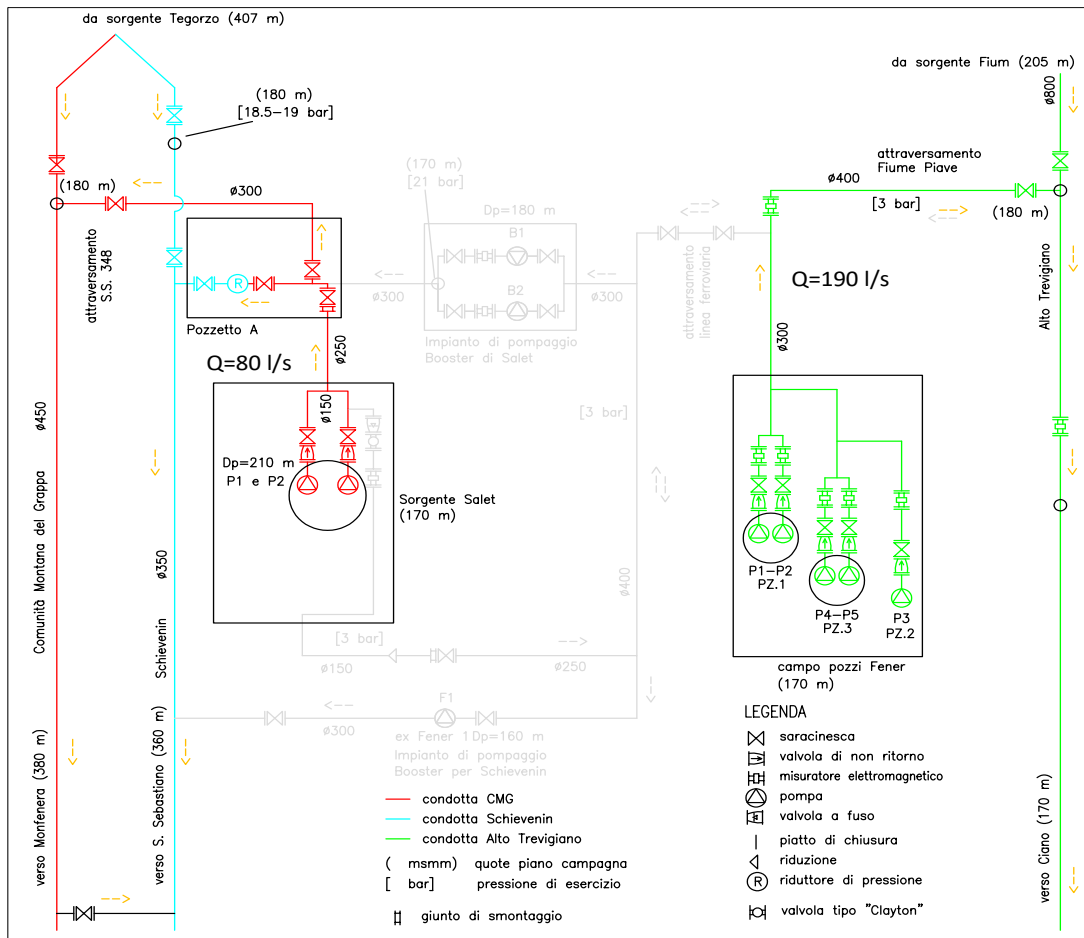 da sorgente Tegorzo (407 m)
da sorgente Fium (205 m)
ø800
(180 m)
[18.5–19 bar]
(170 m)
[21 bar]
attraversamento
Fiume Piave
ø400
[3 bar]
(180 m)
(180 m)
ø300
attraversamento
S.S. 348
Dp=180 m
B1
B2
ø300
ø300
Impianto di pompaggio
Booster di Salet
attraversamento
linea ferroviaria
Q=190 l/s
Alto Trevigiano
R
Pozzetto A
Q=80 l/s
ø250
ø300
ø150
[3 bar]
ø450
Dp=210 m
P1 e P2
Sorgente Salet
(170 m)
Comunità Montana del Grappa
ø350
Schievenin
ø400
P1–P2
PZ.1
P4–P5
PZ.3
P3
PZ.2
[3 bar]
ø150
ø250
campo pozzi Fener
(170 m)
F1
ø300
ex Fener 1 Dp=160 m
Impianto di pompaggio
Booster per Schievenin
verso Monfenera (380 m)
verso S. Sebastiano (360 m)
verso Ciano (170 m)
condotta CMG
condotta Schievenin
condotta Alto Trevigiano
( msmm) quote piano campagna
[ bar] pressione di esercizio
giunto di smontaggio
LEGENDA
saracinesca
valvola di non ritorno
misuratore elettromagnetico
pompa
valvola a fuso
piatto di chiusura
riduzione
R riduttore di pressione
valvola tipo "Clayton"